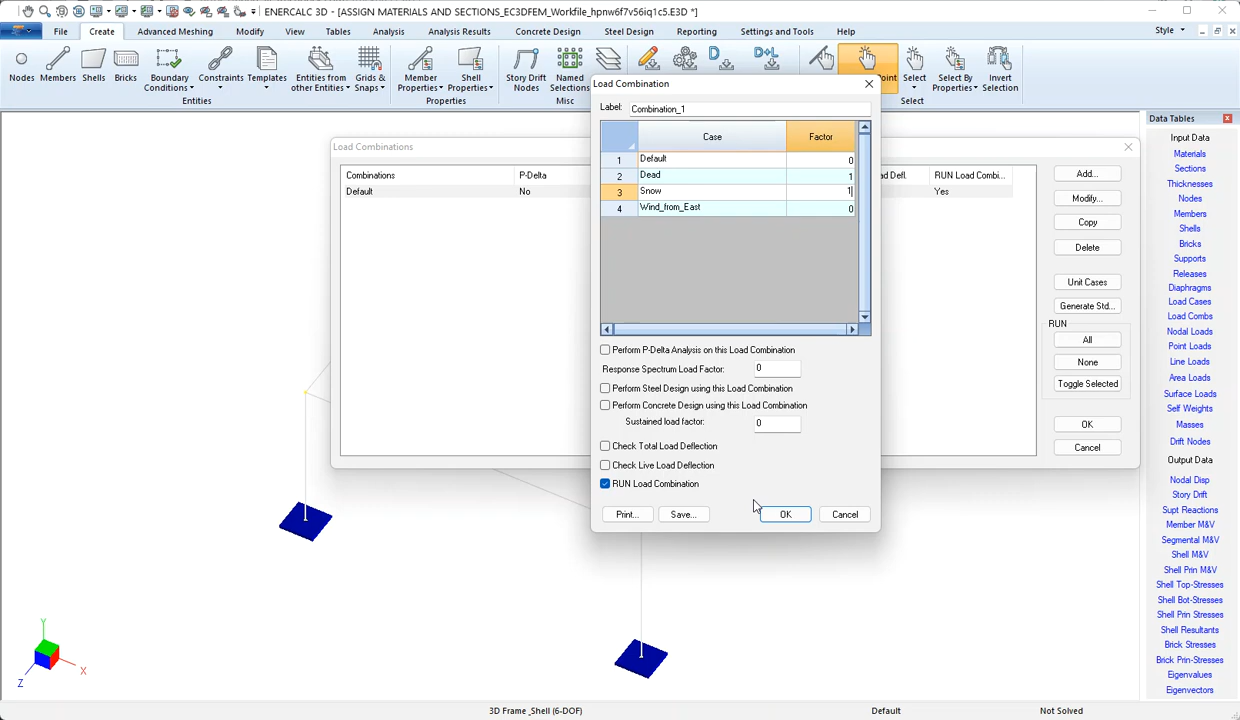 ENERCALC 3D - [ASSIGN MATERIALS AND SECTIONS_EC3DFEM_Workfile_hpnw6f7v56iq1c5.E3D *]
File Create Advanced Meshing Modify View Tables Analysis Analysis Results Concrete Design Steel Design Reporting Settings and Tools Help Style
Nodes Members Shells Bricks Boundary Conditions Constraints Templates Entities from other Entities Grids & Snaps Member Properties Shell Properties Story Drift Nodes Named Selections Select Select By Properties Invert Selection
Entities Properties Misc Select
Load Combination
Label: Combination_1
Case Factor
1 Default 0
2 Dead 1
3 Snow 1
4 Wind_from_East 0
Perform P-Delta Analysis on this Load Combination
Response Spectrum Load Factor: 0
Perform Steel Design using this Load Combination
Perform Concrete Design using this Load Combination
Sustained load factor: 0
Check Total Load Deflection
Check Live Load Deflection
RUN Load Combination
Print... Save... OK Cancel
Load Combinations
Combinations P-Delta RUN Load Combi...
Default No Yes
Add...
Modify...
Copy
Delete
Unit Cases
Generate Std...
RUN
All
None
Toggle Selected
OK
Cancel
Data Tables
Input Data
Materials
Sections
Thicknesses
Nodes
Members
Shells
Bricks
Supports
Releases
Diaphragms
Load Cases
Load Combs
Nodal Loads
Point Loads
Line Loads
Area Loads
Surface Loads
Self Weights
Masses
Drift Nodes
Output Data
Nodal Disp
Story Drift
Supt Reactions
Member M&V
Segmental M&V
Shell M&V
Shell Prin M&V
Shell Top-Stresses
Shell Bot-Stresses
Shell Prin Stresses
Shell Resultants
Brick Stresses
Brick Prin-Stresses
Eigenvalues
Eigenvectors
Y
X
Z
3D Frame _Shell (6-DOF) Default Not Solved